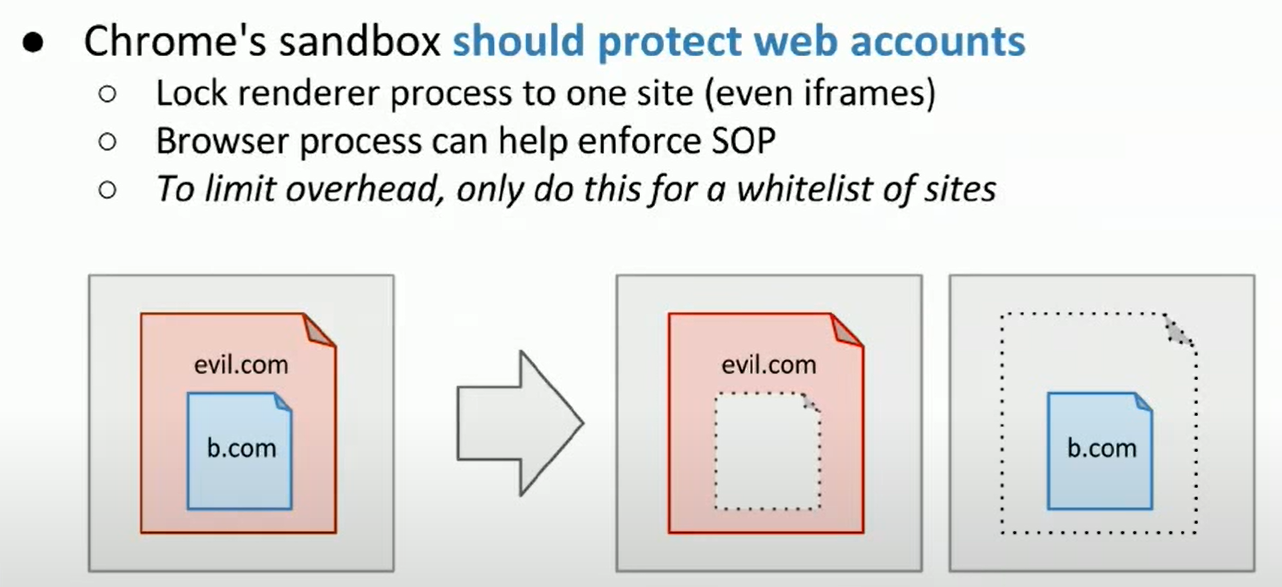 ● Chrome's sandbox should protect web accounts
○ Lock renderer process to one site (even iframes)
○ Browser process can help enforce SOP
○ To limit overhead, only do this for a whitelist of sites
evil.com
b.com
evil.com
b.com